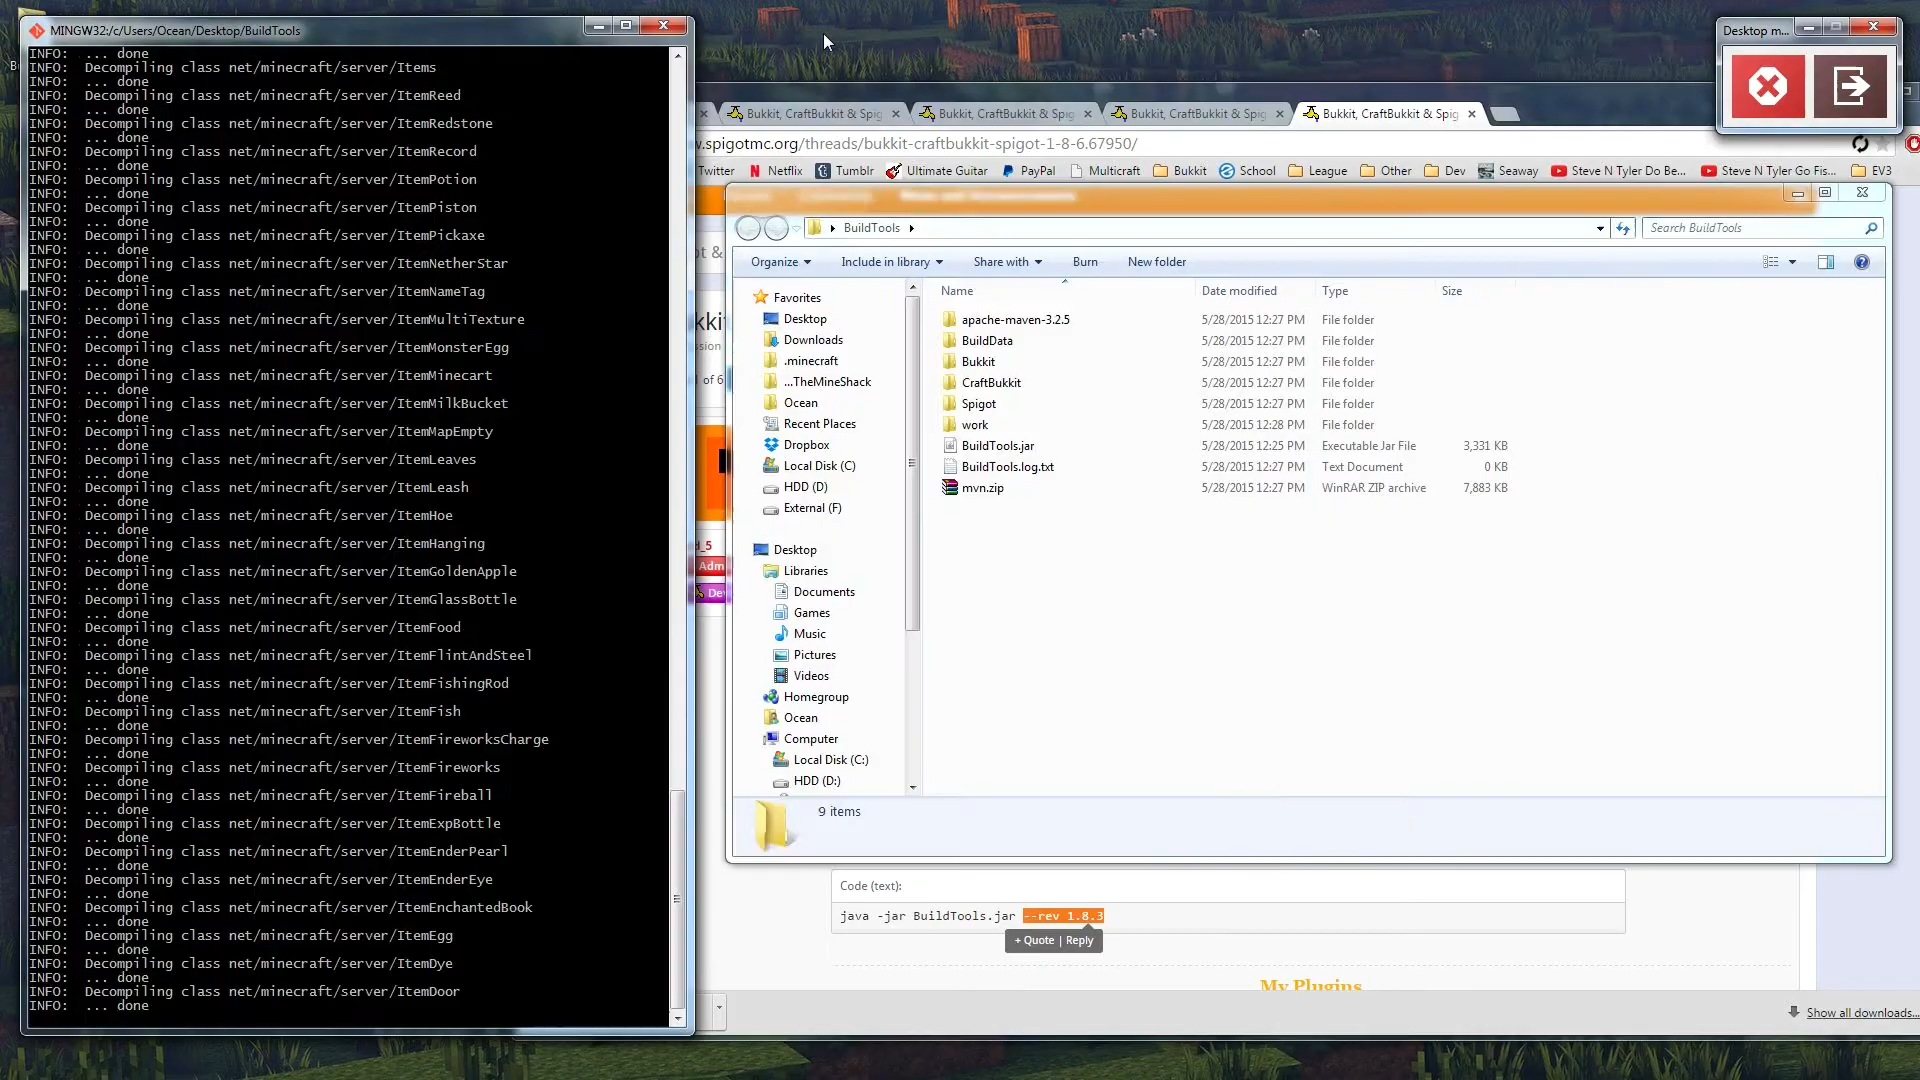 MINGW32:/c/Users/Ocean/Desktop/BuildTools
INFO:  ... done
INFO:  Decompiling class net/minecraft/server/Items
INFO:  ... done
INFO:  Decompiling class net/minecraft/server/ItemReed
INFO:  ... done
INFO:  Decompiling class net/minecraft/server/ItemRedstone
INFO:  ... done
INFO:  Decompiling class net/minecraft/server/ItemRecord
INFO:  ... done
INFO:  Decompiling class net/minecraft/server/ItemPotion
INFO:  ... done
INFO:  Decompiling class net/minecraft/server/ItemPiston
INFO:  ... done
INFO:  Decompiling class net/minecraft/server/ItemPickaxe
INFO:  ... done
INFO:  Decompiling class net/minecraft/server/ItemNetherStar
INFO:  ... done
INFO:  Decompiling class net/minecraft/server/ItemNameTag
INFO:  ... done
INFO:  Decompiling class net/minecraft/server/ItemMultiTexture
INFO:  ... done
INFO:  Decompiling class net/minecraft/server/ItemMonsterEgg
INFO:  ... done
INFO:  Decompiling class net/minecraft/server/ItemMinecart
INFO:  ... done
INFO:  Decompiling class net/minecraft/server/ItemMilkBucket
INFO:  ... done
INFO:  Decompiling class net/minecraft/server/ItemMapEmpty
INFO:  ... done
INFO:  Decompiling class net/minecraft/server/ItemLeaves
INFO:  ... done
INFO:  Decompiling class net/minecraft/server/ItemLeash
INFO:  ... done
INFO:  Decompiling class net/minecraft/server/ItemHoe
INFO:  ... done
INFO:  Decompiling class net/minecraft/server/ItemHanging
INFO:  ... done
INFO:  Decompiling class net/minecraft/server/ItemGoldenApple
INFO:  ... done
INFO:  Decompiling class net/minecraft/server/ItemGlassBottle
INFO:  ... done
INFO:  Decompiling class net/minecraft/server/ItemFood
INFO:  ... done
INFO:  Decompiling class net/minecraft/server/ItemFlintAndSteel
INFO:  ... done
INFO:  Decompiling class net/minecraft/server/ItemFishingRod
INFO:  ... done
INFO:  Decompiling class net/minecraft/server/ItemFish
INFO:  ... done
INFO:  Decompiling class net/minecraft/server/ItemFireworksCharge
INFO:  ... done
INFO:  Decompiling class net/minecraft/server/ItemFireworks
INFO:  ... done
INFO:  Decompiling class net/minecraft/server/ItemFireball
INFO:  ... done
INFO:  Decompiling class net/minecraft/server/ItemExpBottle
INFO:  ... done
INFO:  Decompiling class net/minecraft/server/ItemEnderPearl
INFO:  ... done
INFO:  Decompiling class net/minecraft/server/ItemEnderEye
INFO:  ... done
INFO:  Decompiling class net/minecraft/server/ItemEnchantedBook
INFO:  ... done
INFO:  Decompiling class net/minecraft/server/ItemEgg
INFO:  ... done
INFO:  Decompiling class net/minecraft/server/ItemDye
INFO:  ... done
INFO:  Decompiling class net/minecraft/server/ItemDoor
INFO:  ... done
Desktop m...
Bukkit, CraftBukkit & Spig
Bukkit, CraftBukkit & Spig
Bukkit, CraftBukkit & Spig
Bukkit, CraftBukkit & Spig
w.spigotmc.org/threads/bukkit-craftbukkit-spigot-1-8-6.67950/
Twitter Netflix Tumblr Ultimate Guitar PayPal Multicraft Bukkit School League Other Dev Seaway Steve N Tyler Do Be... Steve N Tyler Go Fis... EV3
BuildTools
Search BuildTools
Organize Include in library Share with Burn New folder
Favorites
Desktop
Downloads
.minecraft
...TheMineShack
Ocean
Recent Places
Dropbox
Local Disk (C)
HDD (D)
External (F)
Desktop
Libraries
Documents
Games
Music
Pictures
Videos
Homegroup
Ocean
Computer
Local Disk (C:)
HDD (D:)
Name Date modified Type Size
apache-maven-3.2.5 5/28/2015 12:27 PM File folder
BuildData 5/28/2015 12:27 PM File folder
Bukkit 5/28/2015 12:27 PM File folder
CraftBukkit 5/28/2015 12:27 PM File folder
Spigot 5/28/2015 12:27 PM File folder
work 5/28/2015 12:28 PM File folder
BuildTools.jar 5/28/2015 12:25 PM Executable Jar File 3,331 KB
BuildTools.log.txt 5/28/2015 12:27 PM Text Document 0 KB
mvn.zip 5/28/2015 12:27 PM WinRAR ZIP archive 7,883 KB
9 items
ot &
kkit
ssion
1 of 6
d_5
Adm
Dev
Code (text):
java -jar BuildTools.jar --rev 1.8.3
+ Quote | Reply
My Plugins
Show all downloads...